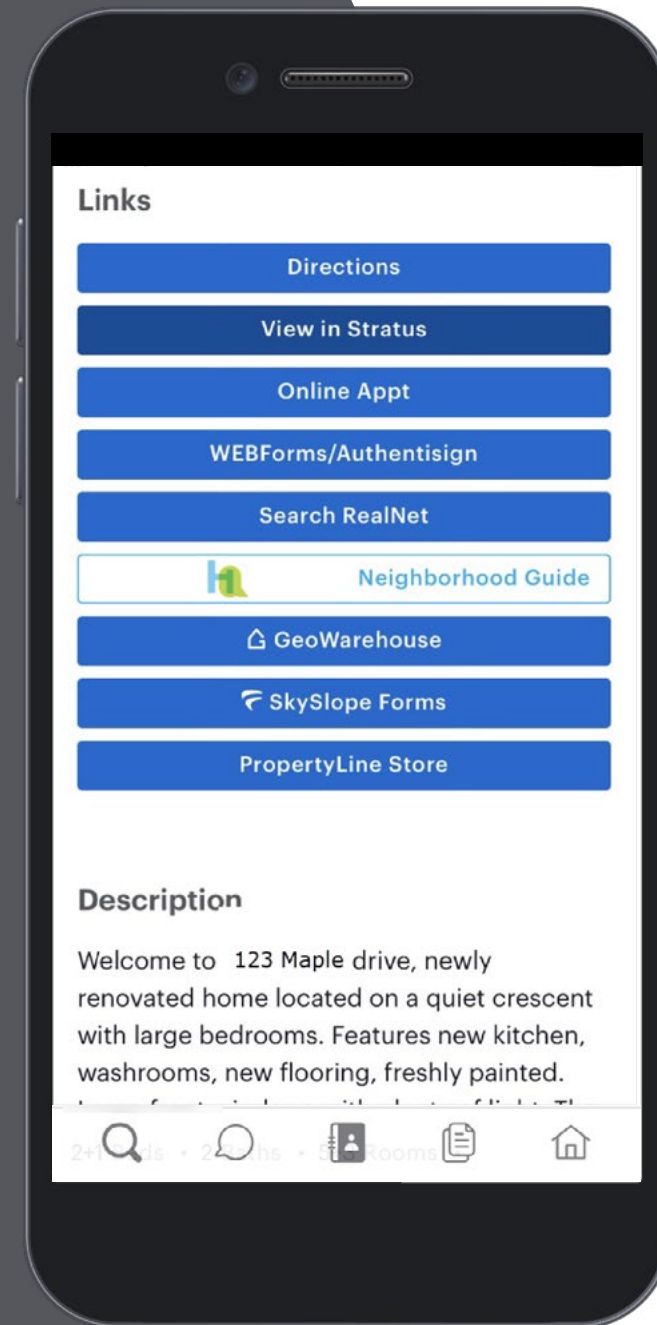 Links
Directions
View in Stratus
Online Appt
WEBForms/Authentisign
Search RealNet
Neighborhood Guide
GeoWarehouse
SkySlope Forms
PropertyLine Store
Description
Welcome to 123 Maple drive, newly
renovated home located on a quiet crescent
with large bedrooms. Features new kitchen,
washrooms, new flooring, freshly painted.